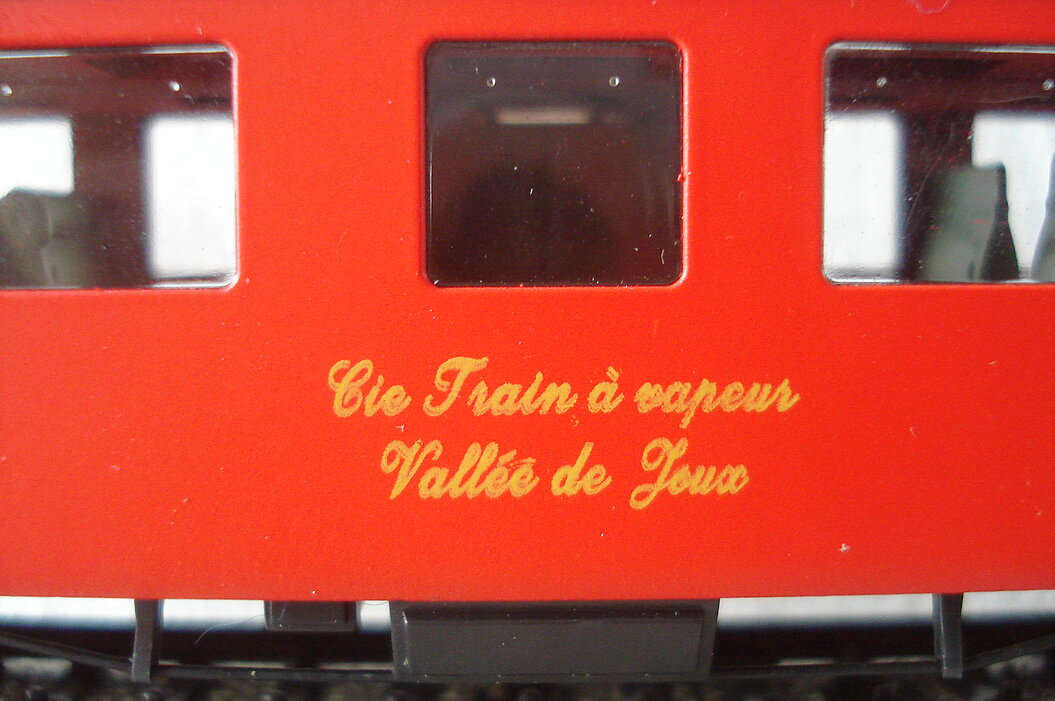 Cie Train à vapeur
Vallée de Joux